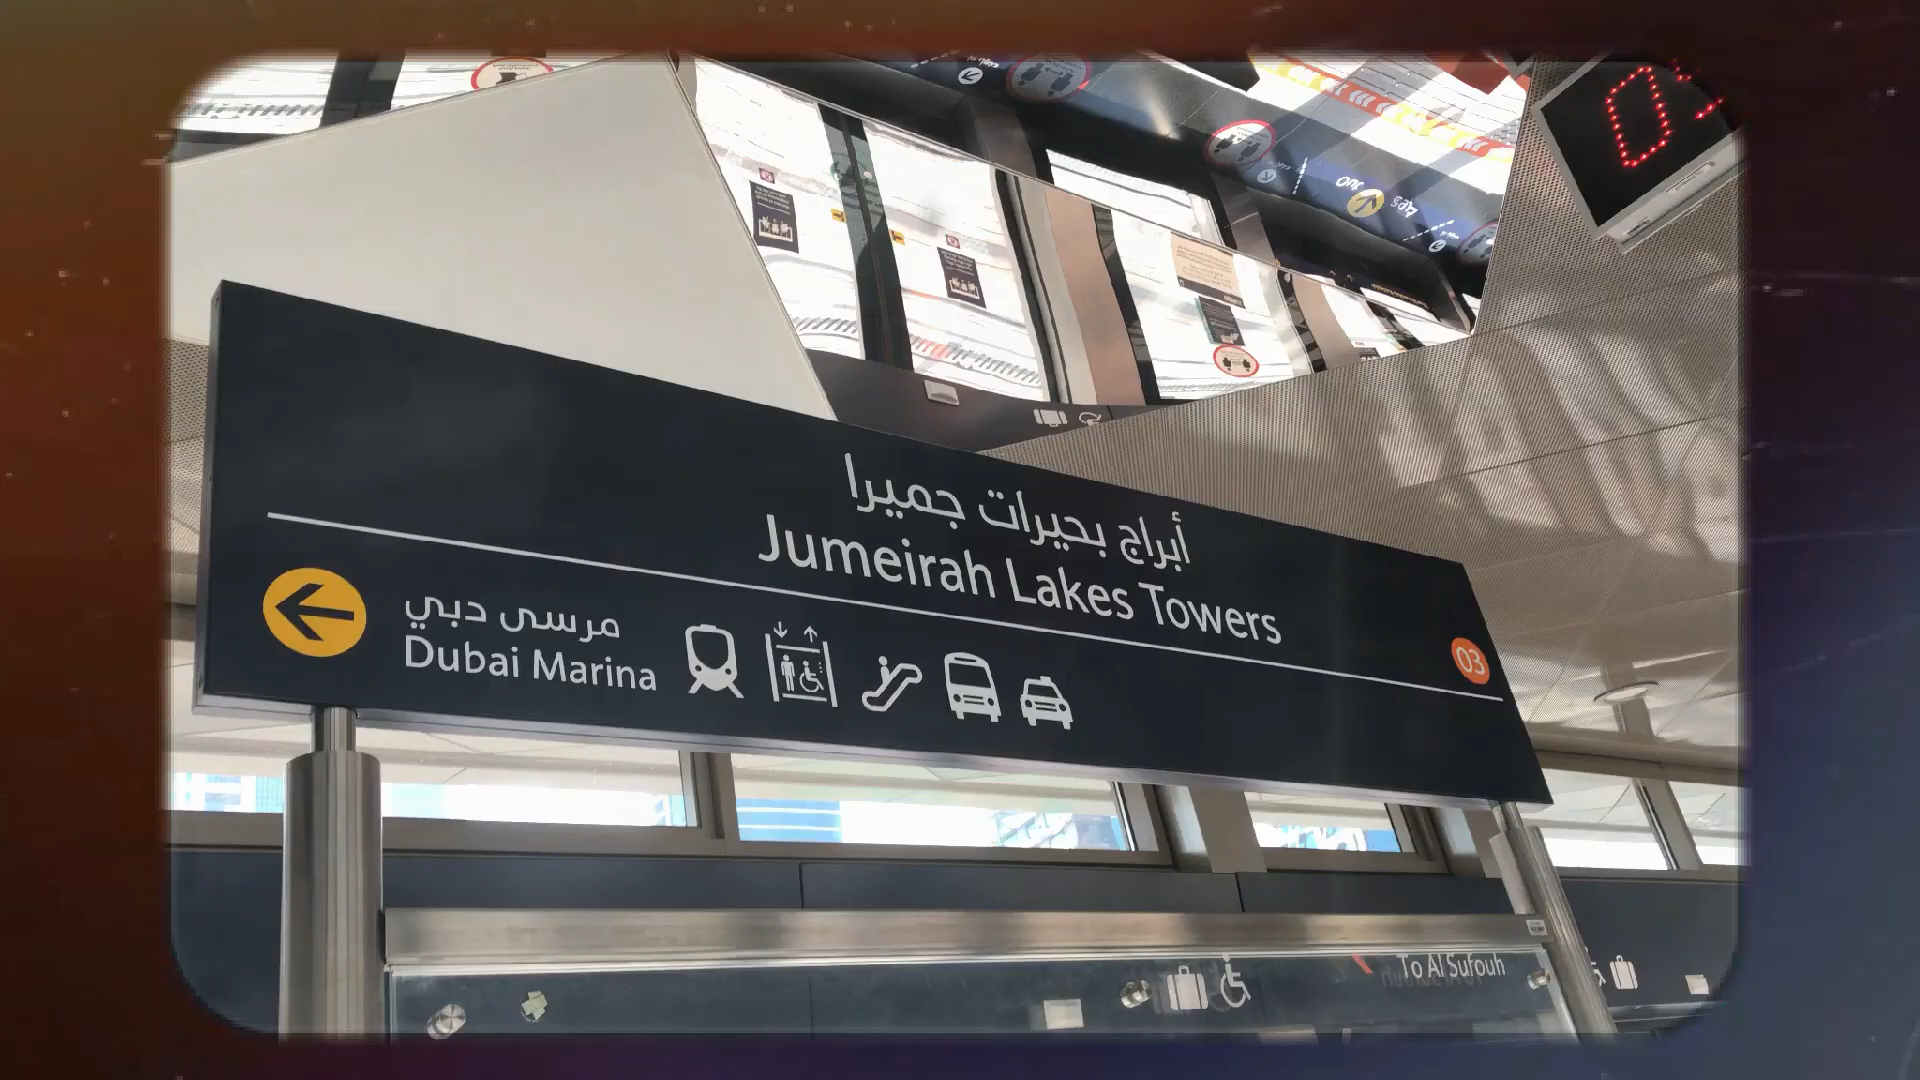 أبراج بحيرات جميرا
Jumeirah Lakes Towers
03
مرسى دبي
Dubai Marina
To Al Sufouh